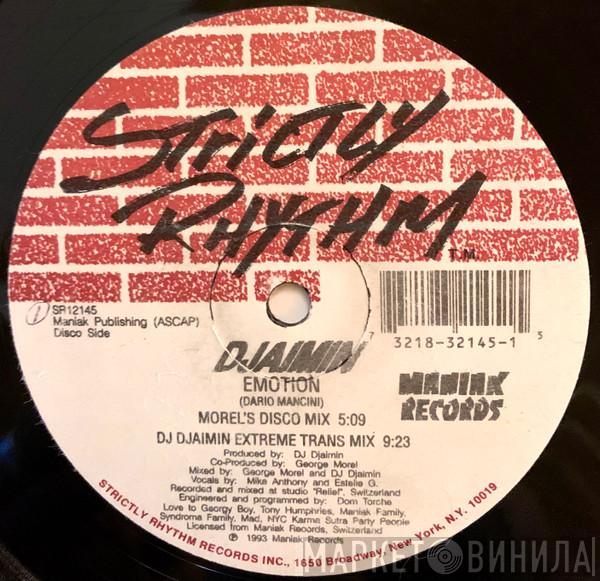 STRICTLY
RHYTHM
T.M.
SR12145
Maniak Publishing (ASCAP)
Disco Side
7
3218-32145-1
5
DJAIMIN
EMOTION
(DARIO MANCINI)
MOREL'S DISCO MIX 5:09
DJ DJAIMIN EXTREME TRANS MIX 9:23
MANIAK
RECORDS
Produced by: DJ Djaimin
Co-Produced by: George Morel
Mixed by: George Morel and DJ Djaimin
Vocals by: Mike Anthony and Estelle G.
Recorded and mixed at studio "Relief", Switzerland
Engineered and programmed by: Dom Torche
Love to Georgy Boy, Tony Humphries, Maniak Family,
Syndroma Family, Mad, NYC Karma Sutra Party People
Licensed from Maniak Records, Switzerland
℗ 1993 Maniak Records
STRICTLY RHYTHM RECORDS INC., 1650 Broadway, New York, N.Y. 10019
МАРКЕТ ВИНИЛА